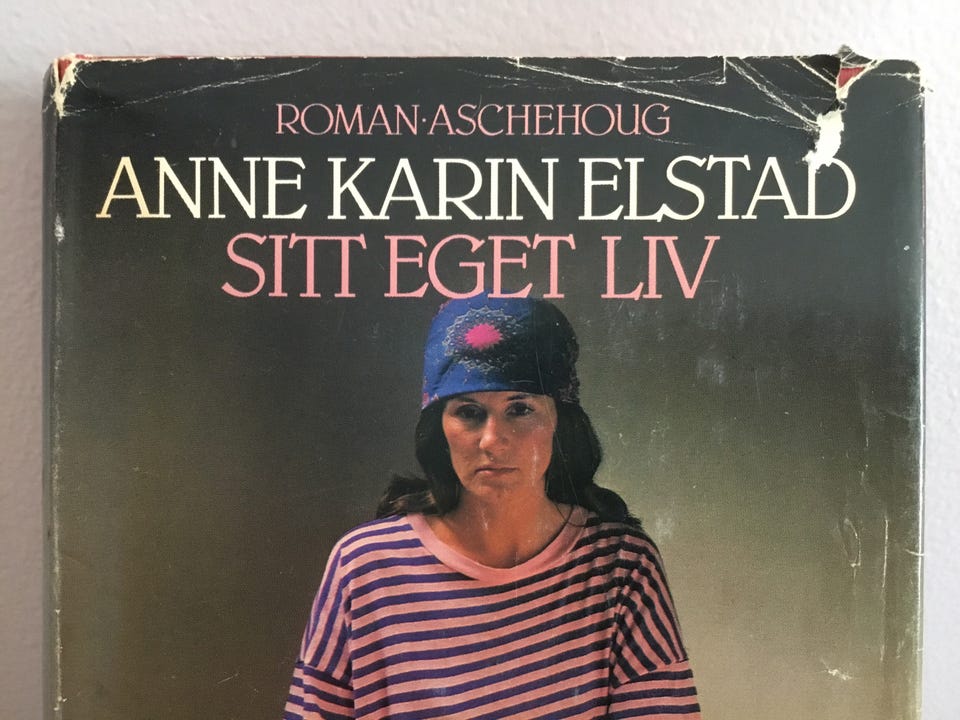 ROMAN·ASCHEHOUG
ANNE KARIN ELSTAD
SITT EGET LIV